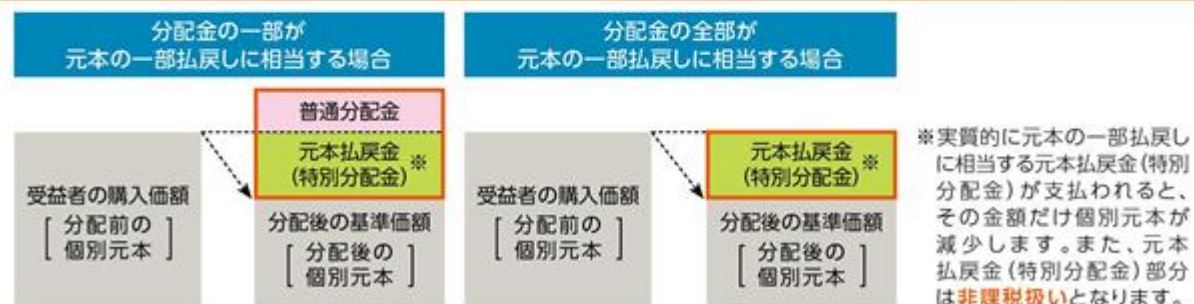 分配金の一部が
元本の一部払戻しに相当する場合
普通分配金
元本払戻金
(特別分配金)
※
受益者の購入価額
[分配前の
個別元本]
分配後の基準価額
[分配後の
個別元本]
分配金の全部が
元本の一部払戻しに相当する場合
元本払戻金
(特別分配金)
※
受益者の購入価額
[分配前の
個別元本]
分配後の基準価額
[分配後の
個別元本]
※実質的に元本の一部払戻し
に相当する元本払戻金(特別
分配金)が支払われると、
その金額だけ個別元本が
減少します。また、元本
払戻金(特別分配金)部分
は非課税扱いとなります。